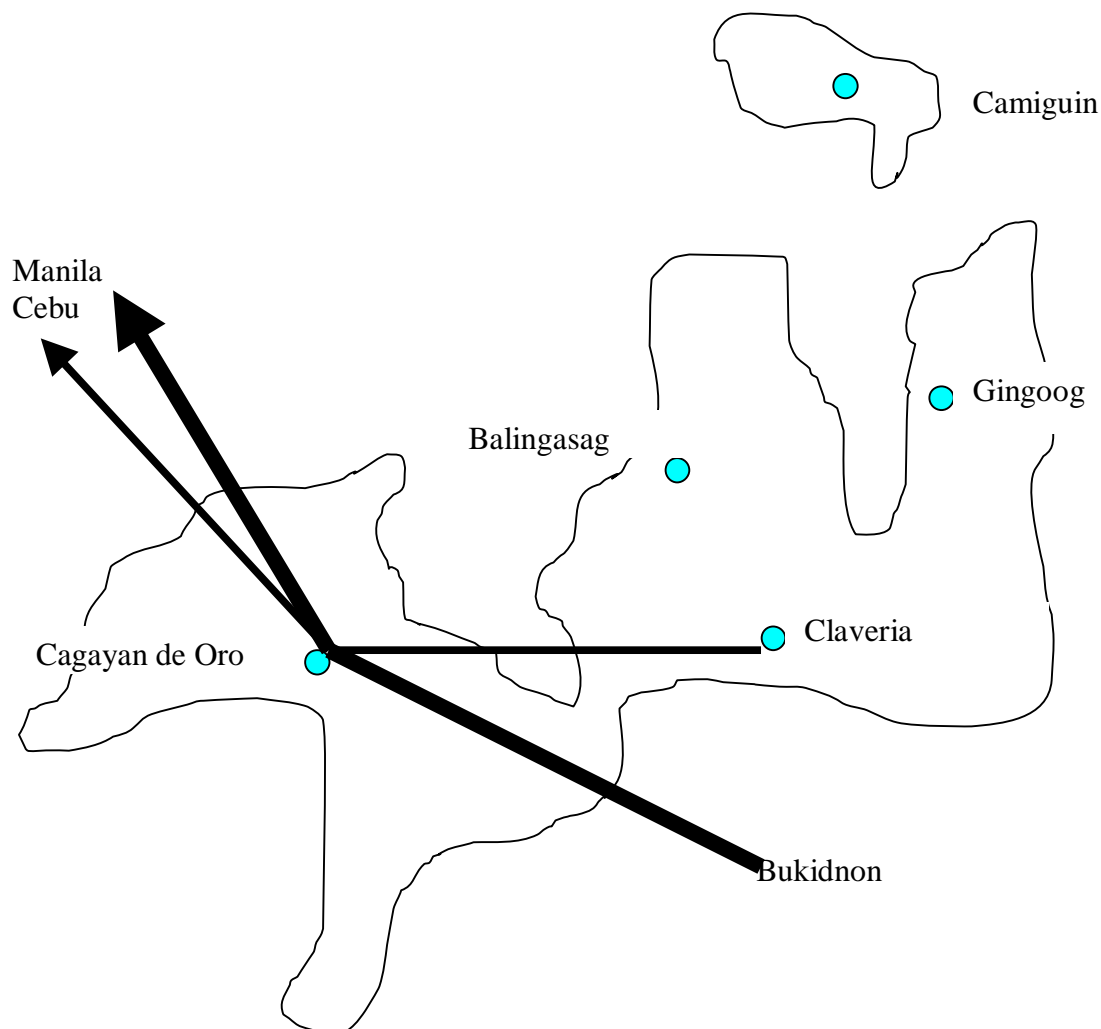 Camiguin
Manila
Cebu
Gingoog
Balingasag
Claveria
Cagayan de Oro
Bukidnon